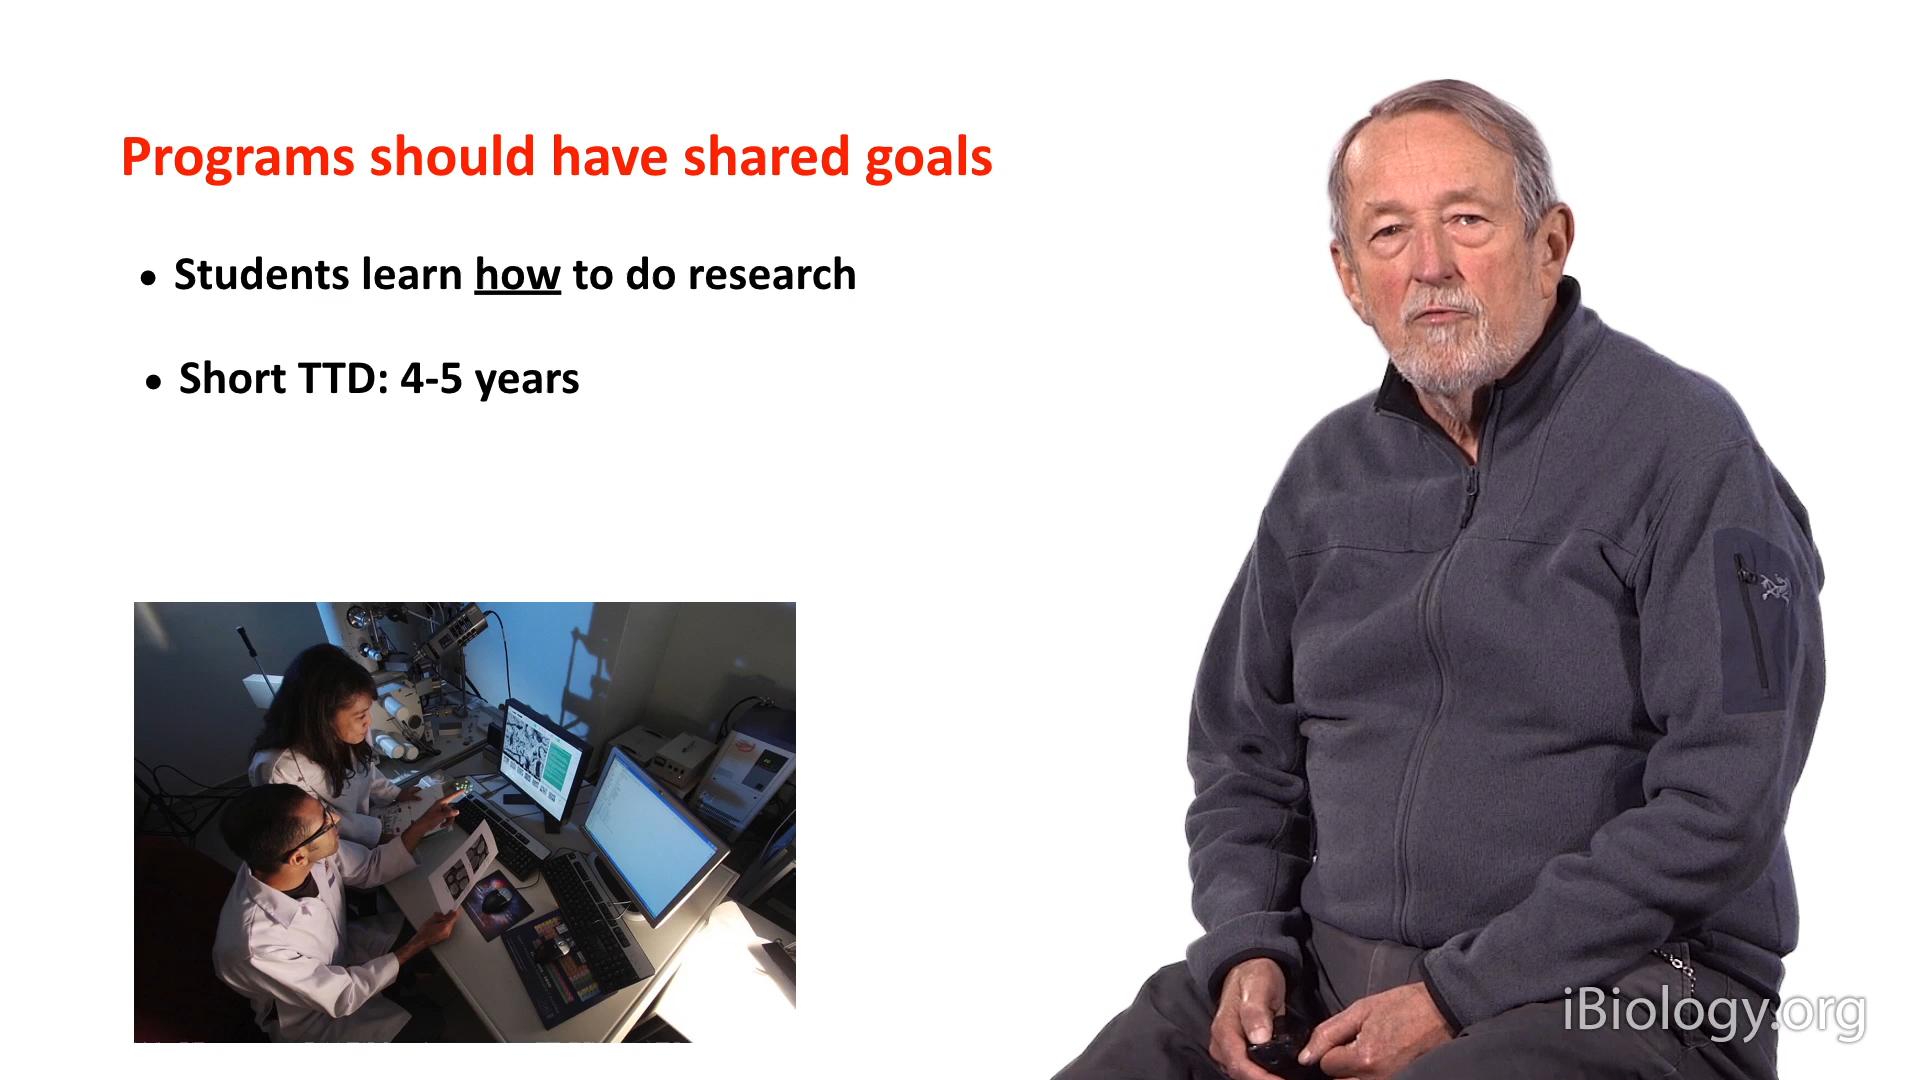 Programs should have shared goals
• Students learn how to do research
• Short TTD: 4-5 years
iBiology.org